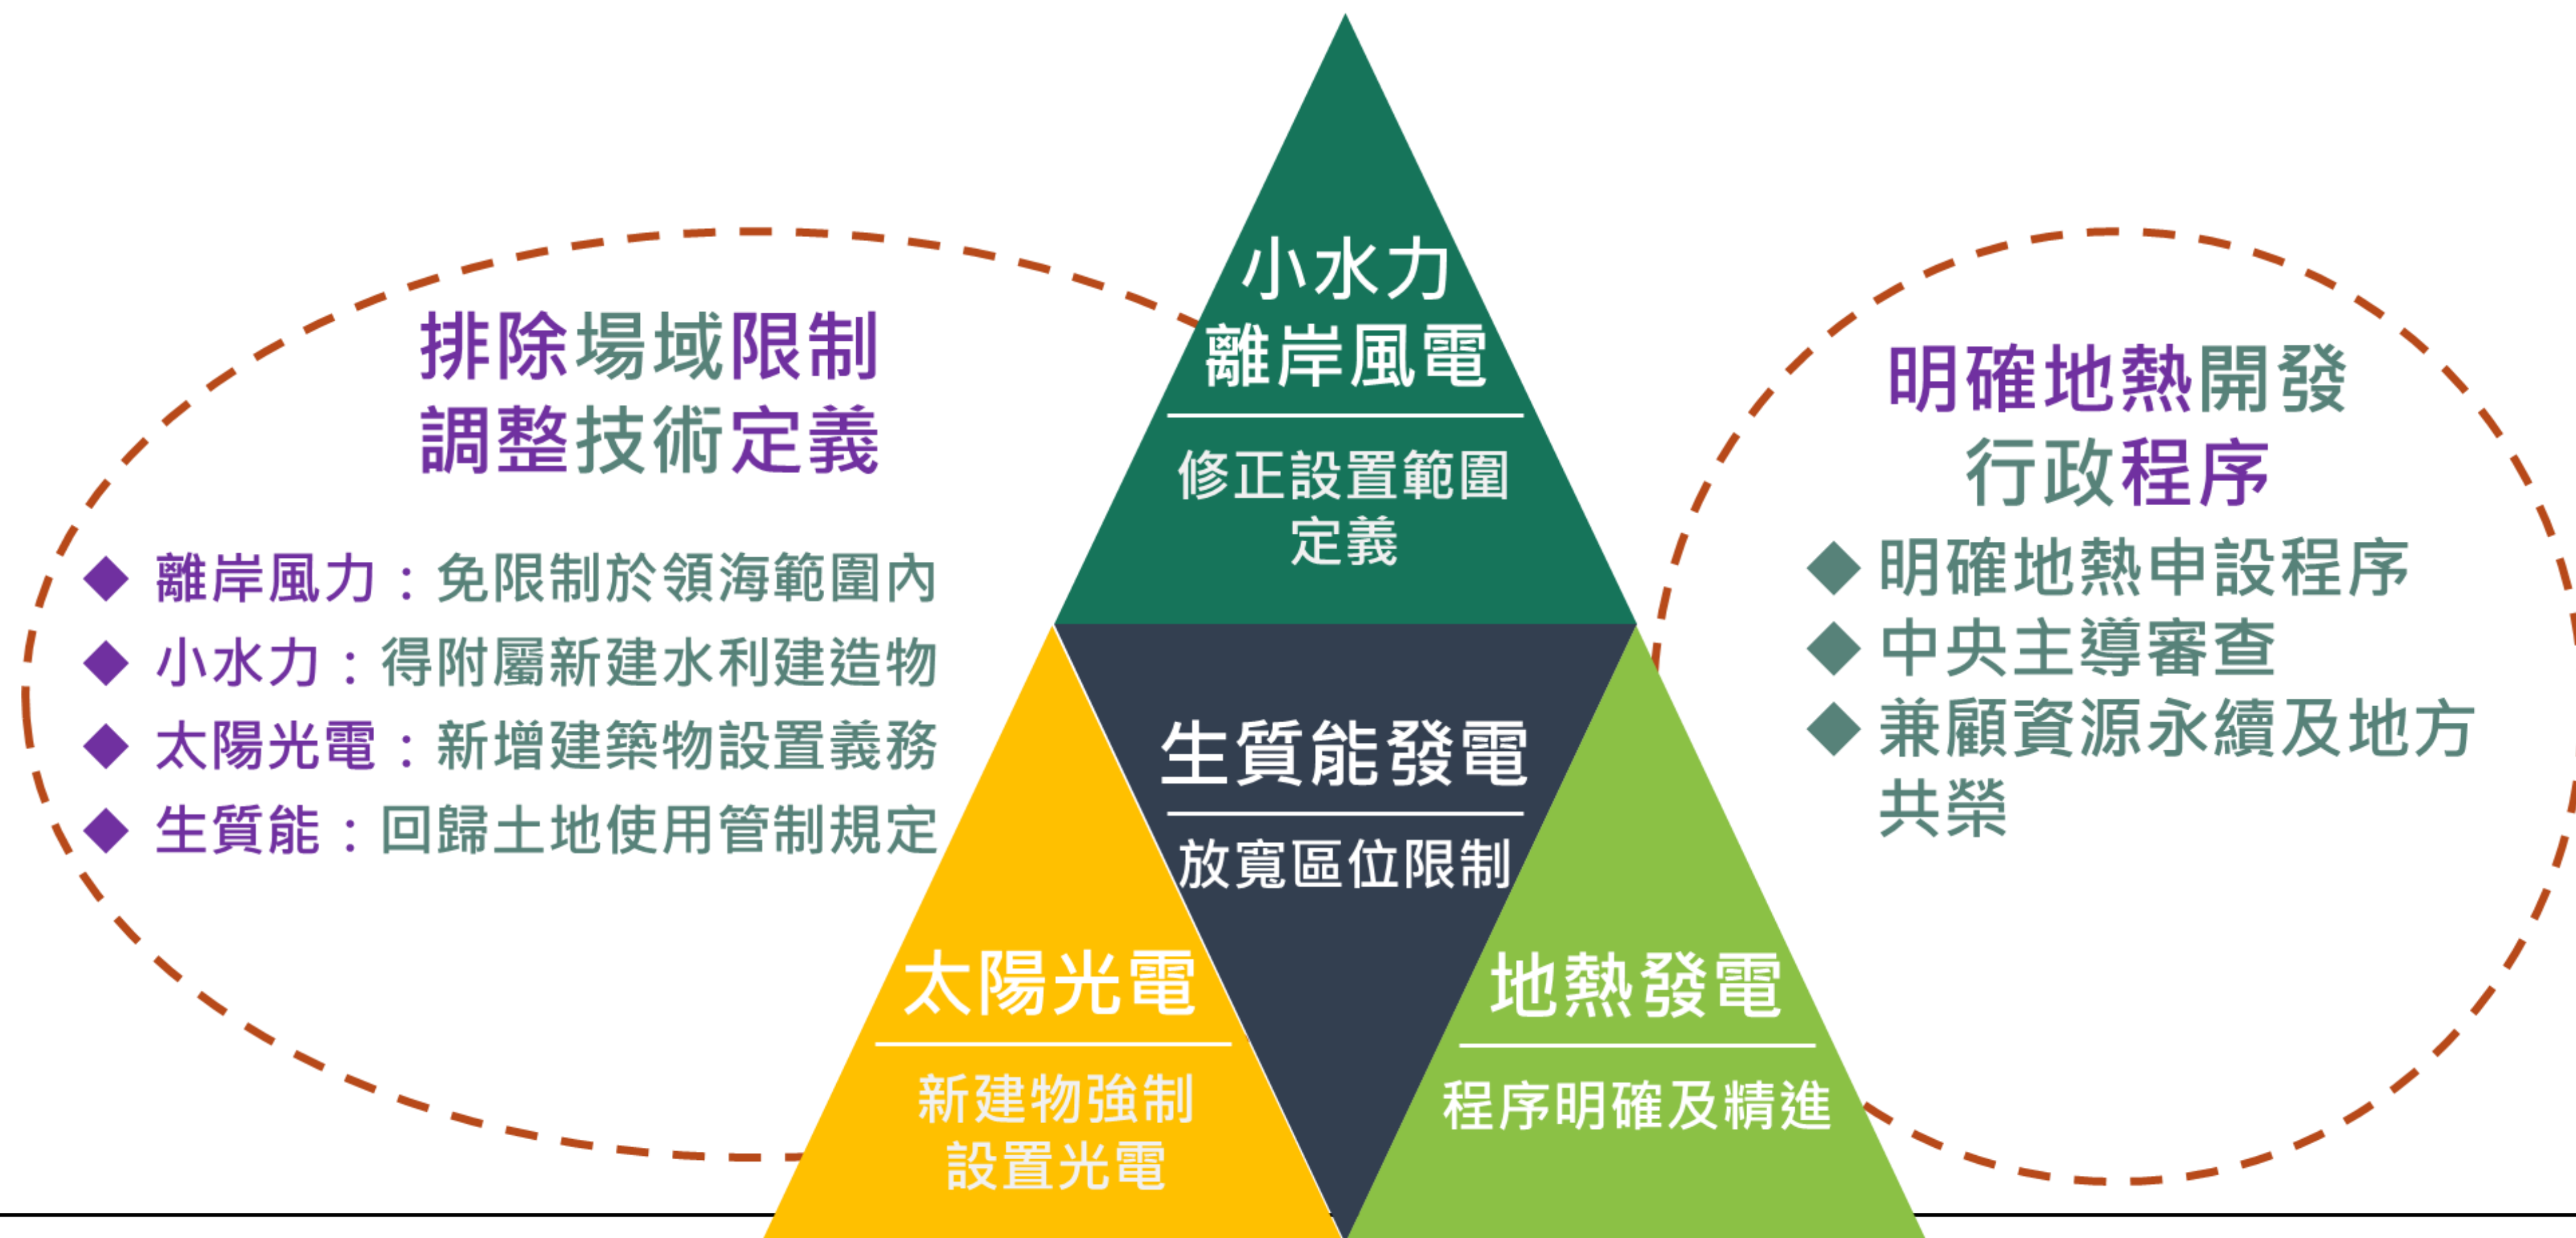 排除場域限制
調整技術定義
◆ 離岸風力：免限制於領海範圍內
◆ 小水力：得附屬新建水利建造物
◆ 太陽光電：新增建築物設置義務
◆ 生質能：回歸土地使用管制規定
小水力
離岸風電
修正設置範圍
定義
生質能發電
放寬區位限制
太陽光電
新建物強制
設置光電
地熱發電
程序明確及精進
明確地熱開發
行政程序
◆ 明確地熱申設程序
◆ 中央主導審查
◆ 兼顧資源永續及地方
共榮